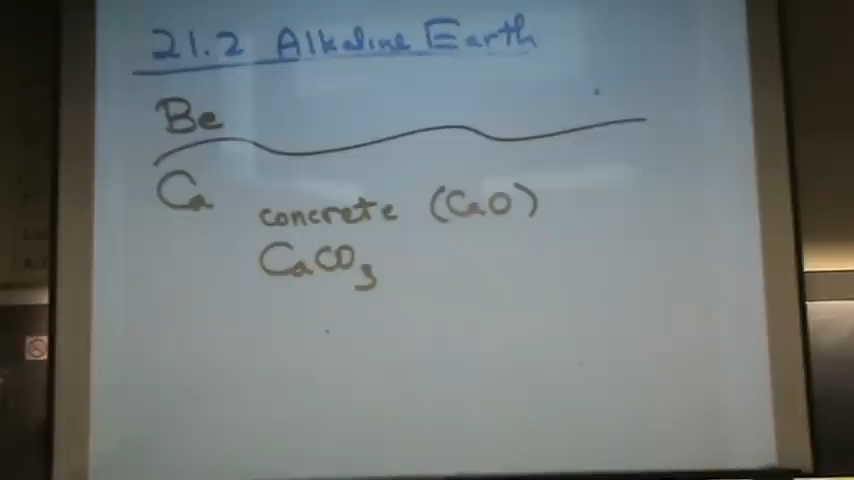 21.2 Alkaline Earth
Be
Ca
concrete (CaO)
CaCO₃